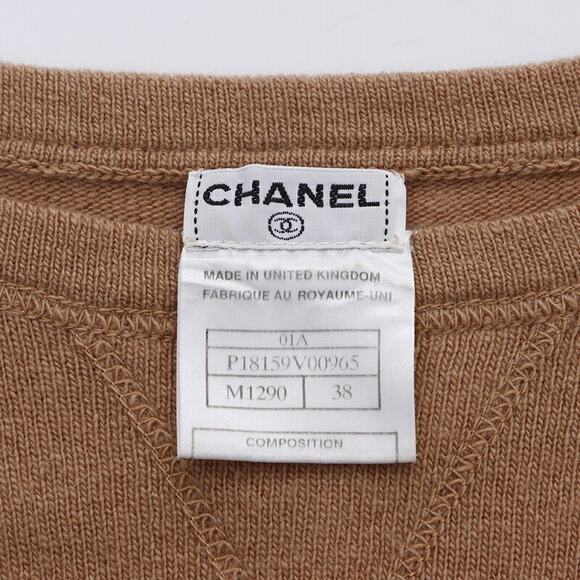 CHANEL
MADE IN UNITED KINGDOM
FABRIQUE AU ROYAUME-UNI
01A
P18159V00965
M1290 38
COMPOSITION